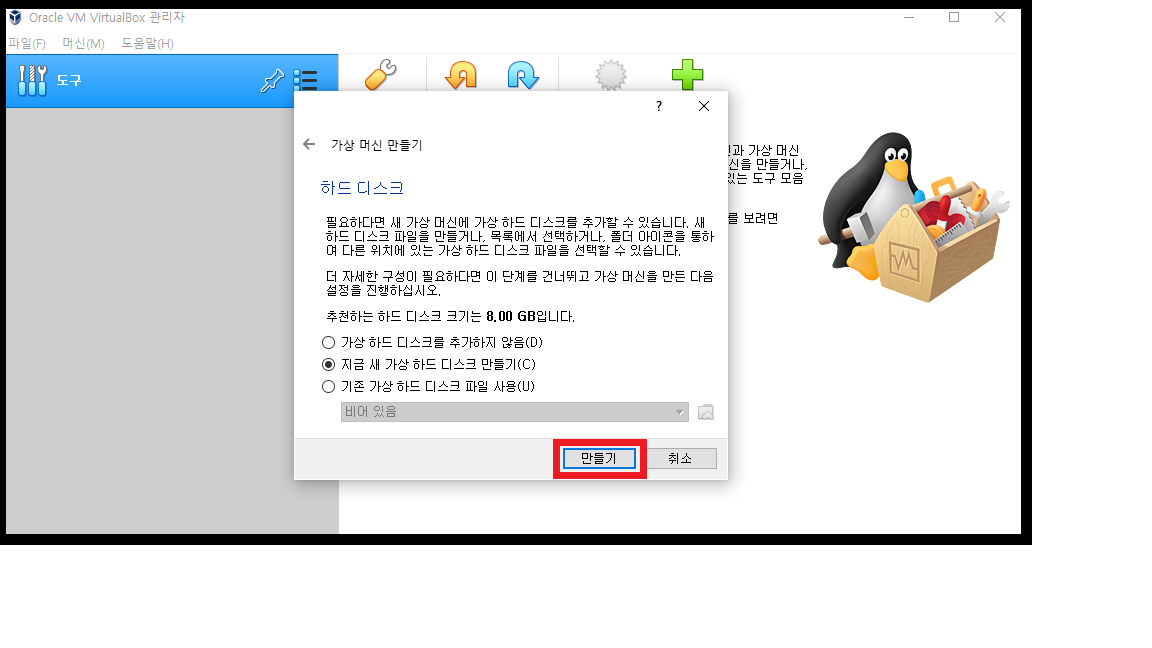 Oracle VM VirtualBox 관리자
파일(F) 머신(M) 도움말(H)
도구
?
가상 머신 만들기
하드 디스크
필요하다면 새 가상 머신에 가상 하드 디스크를 추가할 수 있습니다. 새
하드 디스크 파일을 만들거나, 목록에서 선택하거나, 폴더 아이콘을 통하
여 다른 위치에 있는 가상 하드 디스크 파일을 선택할 수 있습니다.
더 자세한 구성이 필요하다면 이 단계를 건너뛰고 가상 머신을 만든 다음
설정을 진행하십시오.
추천하는 하드 디스크 크기는 8.00 GB입니다.
가상 하드 디스크를 추가하지 않음(D)
지금 새 가상 하드 디스크 만들기(C)
기존 가상 하드 디스크 파일 사용(U)
비어 있음
만들기 취소
과 가상 머신
신을 만들거나,
있는 도구 모음
를 보려면